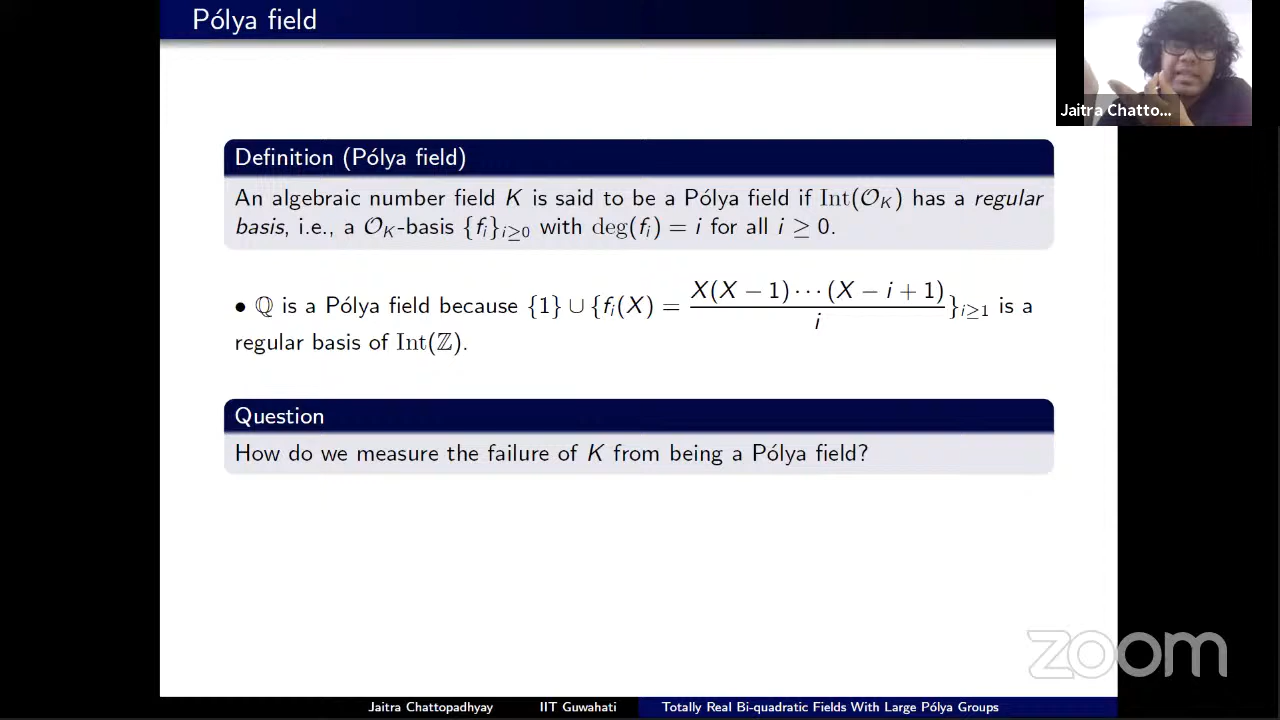 Pólya field
Jaitra Chatto...
Definition (Pólya field)
An algebraic number field K is said to be a Pólya field if Int(𝒪_K) has a regular
basis, i.e., a 𝒪_K-basis {f_i}_{i≥0} with deg(f_i) = i for all i ≥ 0.
• ℚ is a Pólya field because {1} ∪ {f_i(X) = X(X − 1) ··· (X − i + 1) / i}_{i≥1} is a
regular basis of Int(ℤ).
Question
How do we measure the failure of K from being a Pólya field?
zoom
Jaitra Chattopadhyay IIT Guwahati Totally Real Bi-quadratic Fields With Large Pólya Groups